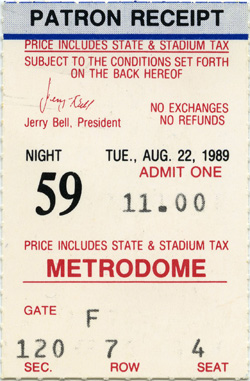 PATRON RECEIPT
PRICE INCLUDES STATE & STADIUM TAX
SUBJECT TO THE CONDITIONS SET FORTH
ON THE BACK HEREOF
Jerry Bell
Jerry Bell, President
NO EXCHANGES
NO REFUNDS
NIGHT
TUE., AUG. 22, 1989
ADMIT ONE
59
11.00
PRICE INCLUDES STATE & STADIUM TAX
METRODOME
GATE
F
120 7 4
SEC. ROW SEAT